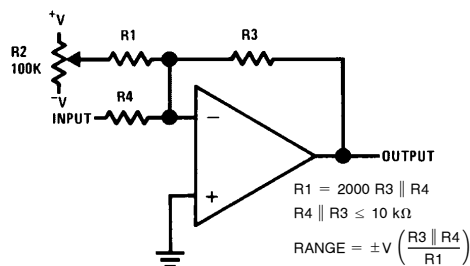 +V
R2
100K
R1
R3
-V
R4
INPUT
−
+
OUTPUT
R1 = 2000 R3 ∥ R4
R4 ∥ R3 ≤ 10 kΩ
RANGE = ±V (R3 ∥ R4 / R1)